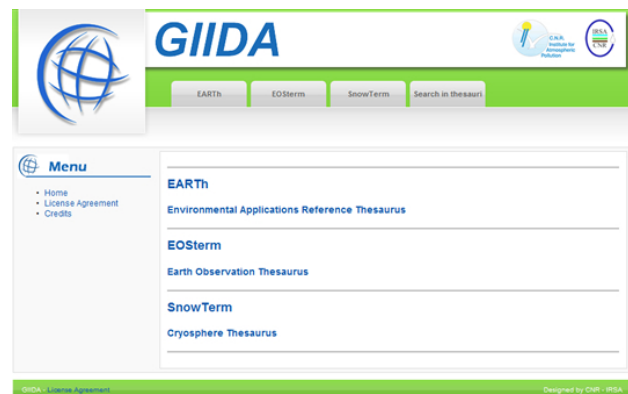 GIIDA
C.N.R.
Institute for
Atmospheric
Pollution
IRSA
CNR
EARTh
EOSterm
SnowTerm
Search in thesauri
Menu
Home
License Agreement
Credits
EARTh
Environmental Applications Reference Thesaurus
EOSterm
Earth Observation Thesaurus
SnowTerm
Cryosphere Thesaurus
GIIDA License Agreement
Designed by CNR - IRSA